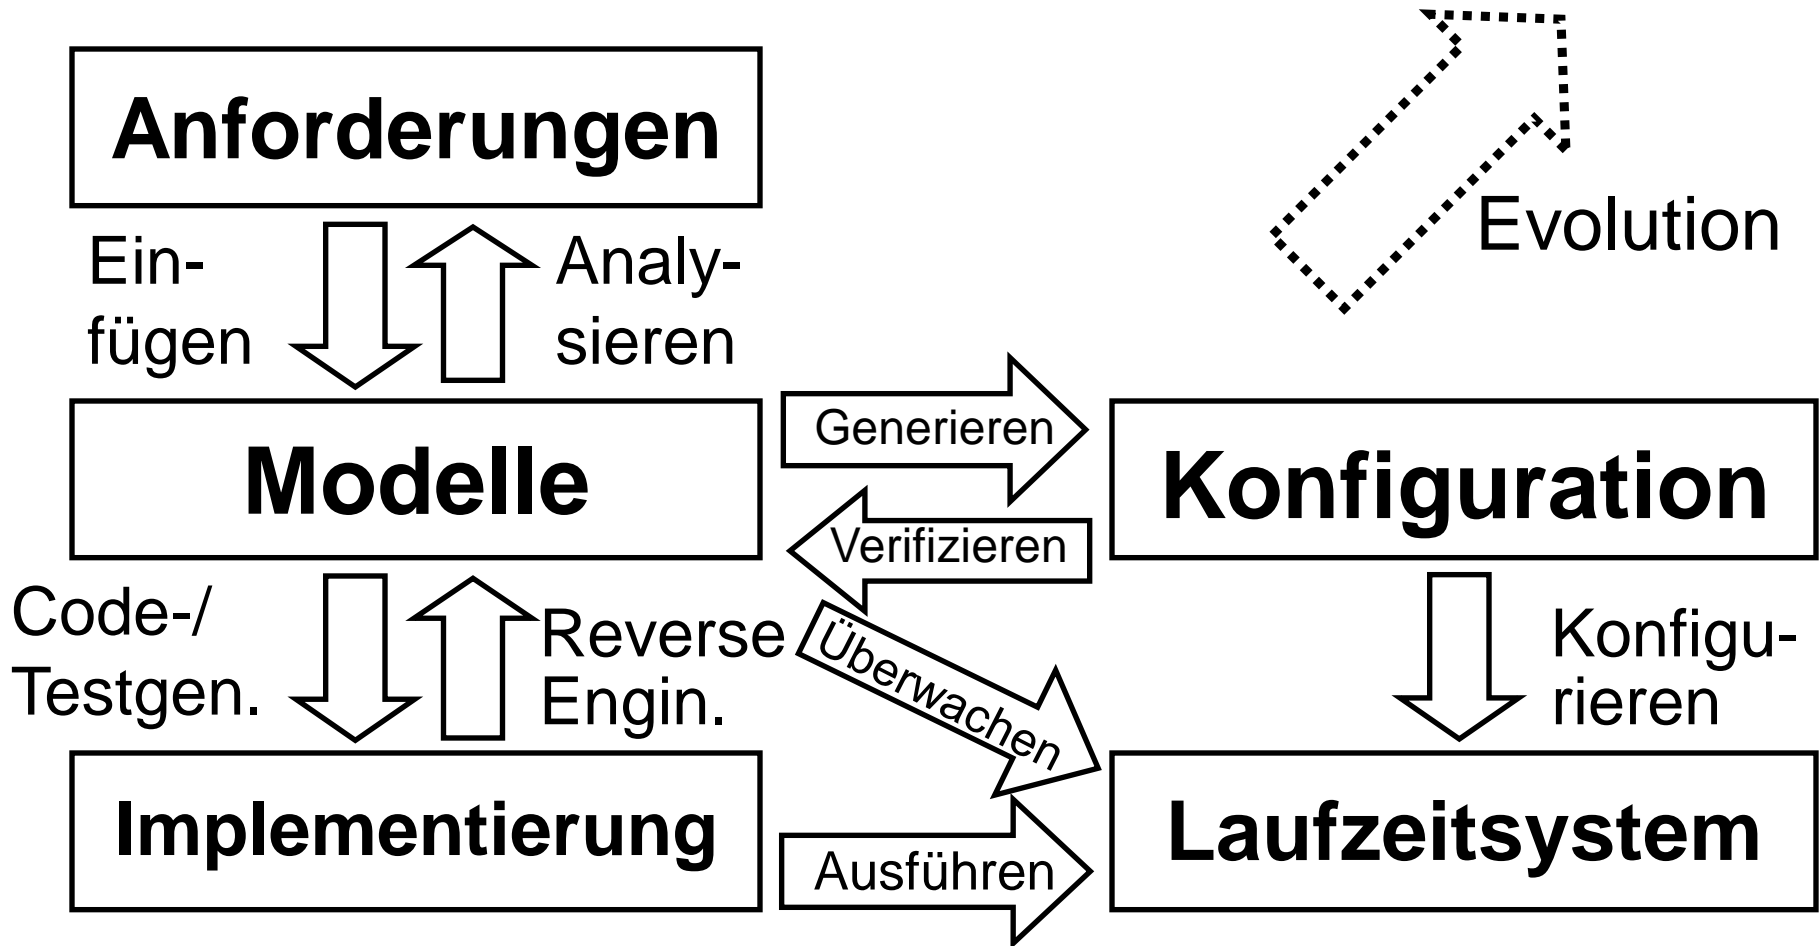 Anforderungen
Evolution
Ein-
fügen
Analy-
sieren
Modelle
Generieren
Verifizieren
Konfiguration
Code-/
Testgen.
Reverse
Engin.
Überwachen
Konfigu-
rieren
Implementierung
Ausführen
Laufzeitsystem